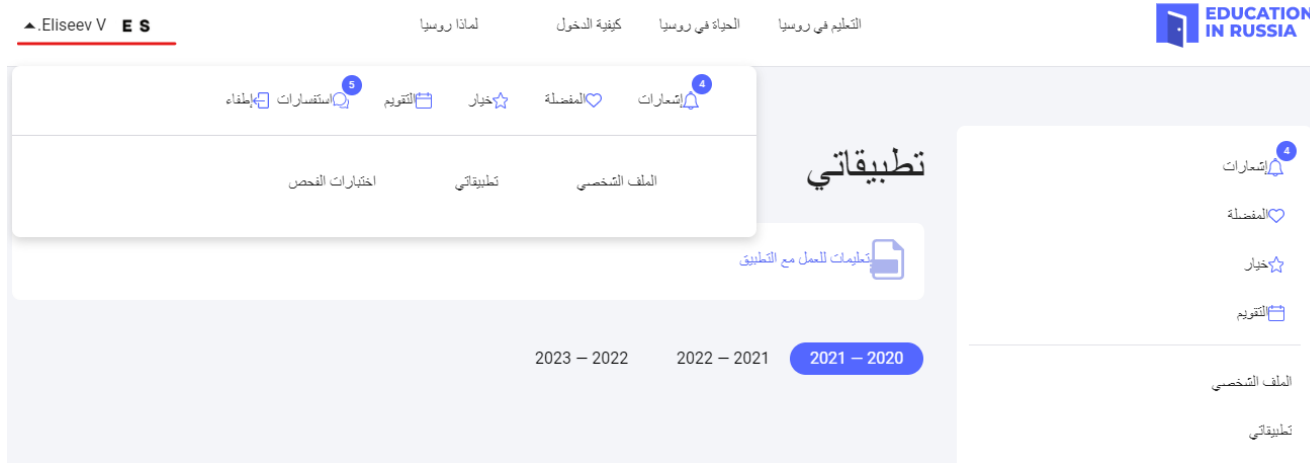 EDUCATION
IN RUSSIA
التعليم في روسيا
الحياة في روسيا
كيفية الدخول
لماذا روسيا
E S
Eliseev V.
4
إشعارات
المفضلة
خيار
التقويم
5
استفسارات
إطفاء
الملف الشخصي
تطبيقاتي
اختبارات الفحص
تطبيقاتي
تعليمات للعمل مع التطبيق
2020 — 2021
2021 — 2022
2022 — 2023
4
إشعارات
المفضلة
خيار
التقويم
الملف الشخصي
تطبيقاتي